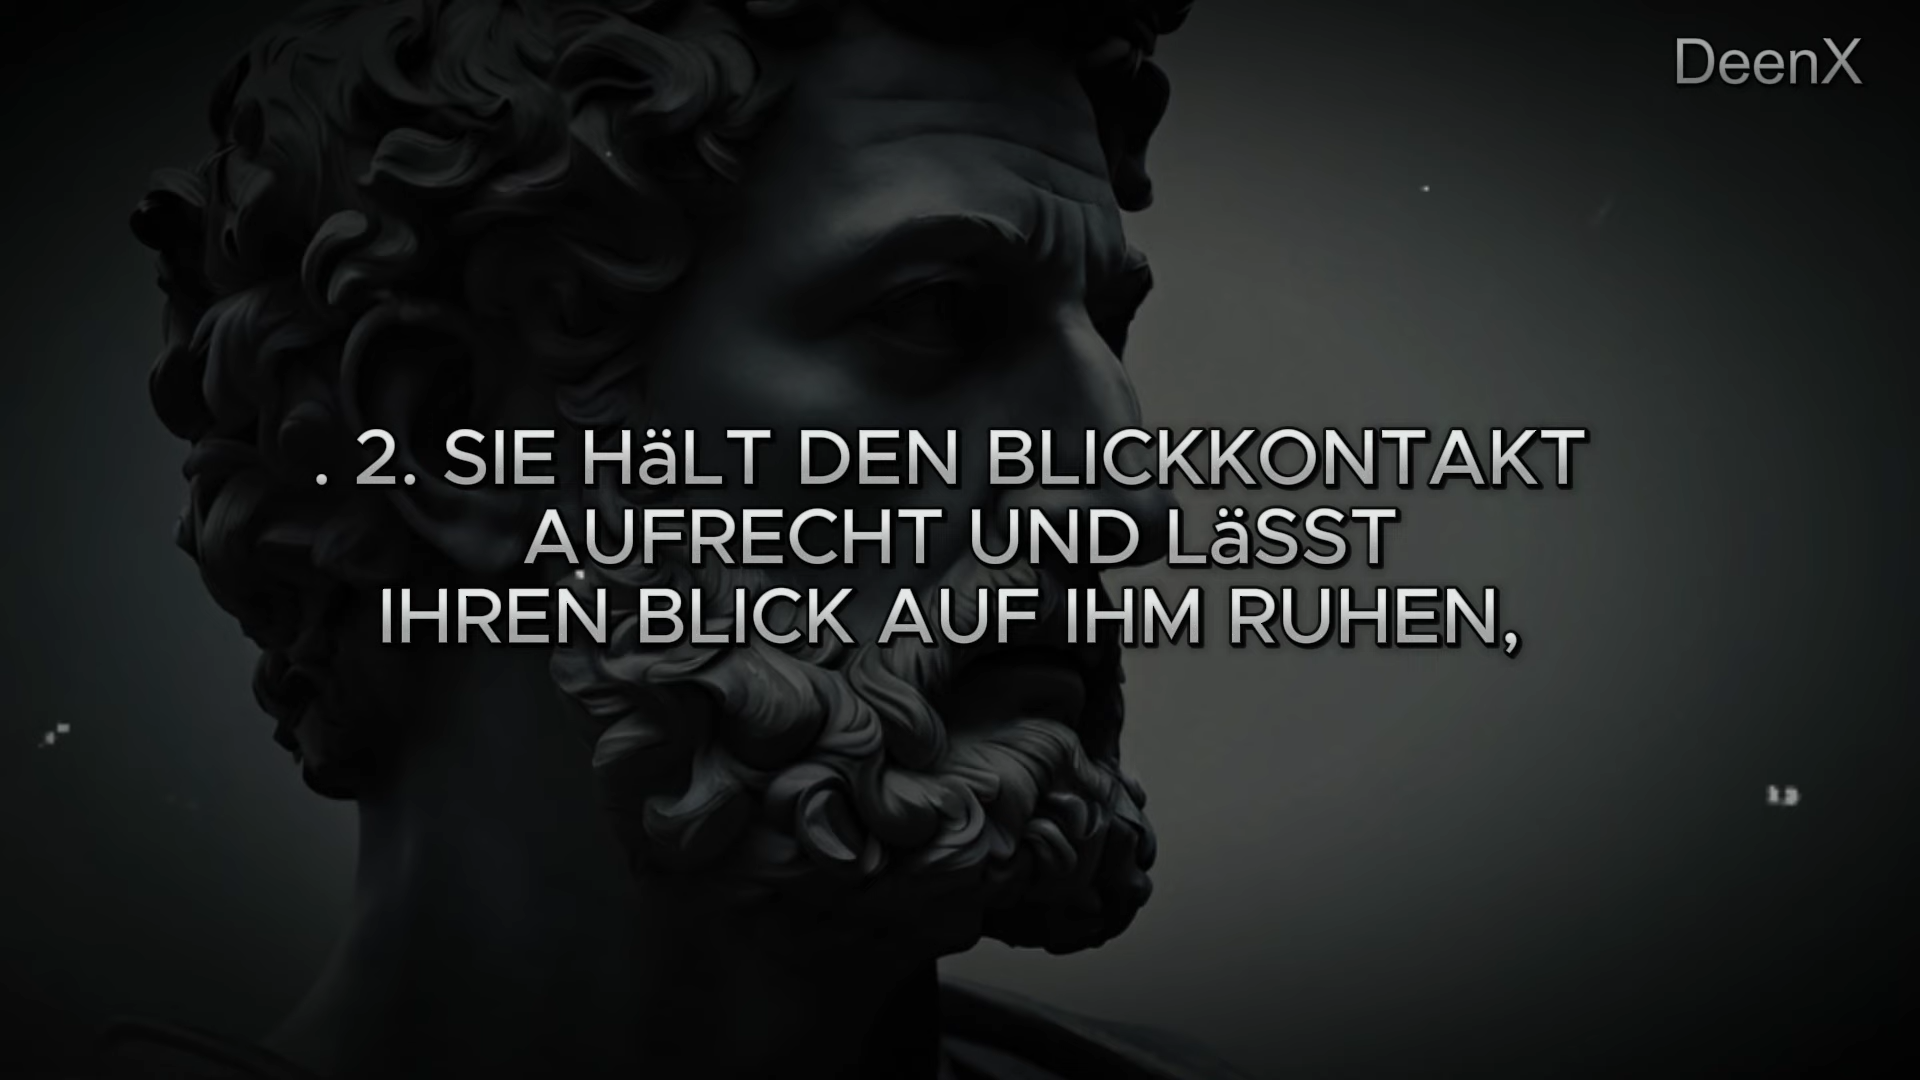 DeenX
. 2. SIE HäLT DEN BLICKKONTAKT
AUFRECHT UND LäSST
IHREN BLICK AUF IHM RUHEN,